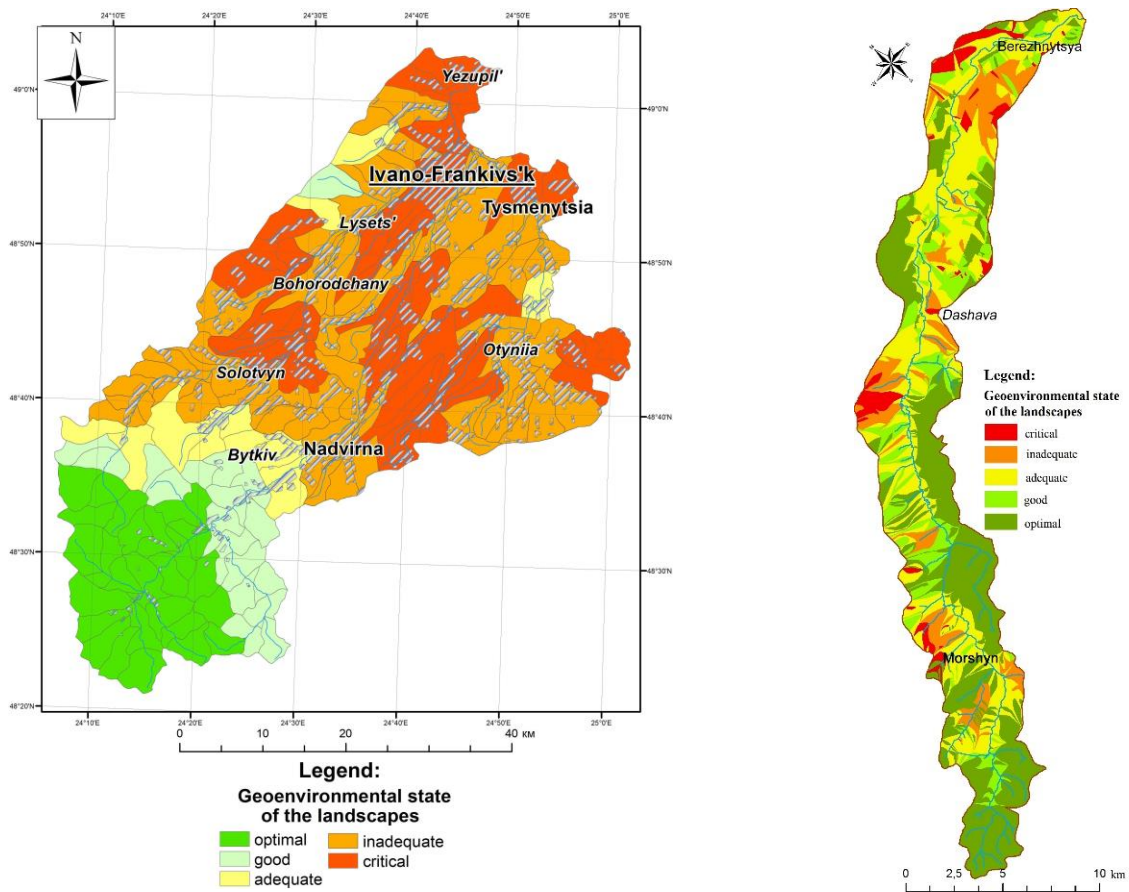 24°10'E
24°20'E
24°30'E
24°40'E
24°50'E
25°0'E
N
49°0'N
49°0'N
48°50'N
48°50'N
48°40'N
48°40'N
48°30'N
48°30'N
48°20'N
Yezupil'
Ivano-Frankivs'k
Tysmenytsia
Lysets'
Bohorodchany
Otyniia
Solotvyn
Bytkiv
Nadvirna
24°10'E
24°20'E
24°30'E
24°40'E
24°50'E
25°0'E
0 10 20 40 км
Legend:
Geoenvironmental state
of the landscapes
optimal
good
adequate
inadequate
critical
Berezhnytsya
Dashava
Morshyn
Legend:
Geoenvironmental state
of the landscapes
critical
inadequate
adequate
good
optimal
0 2,5 5 10 km